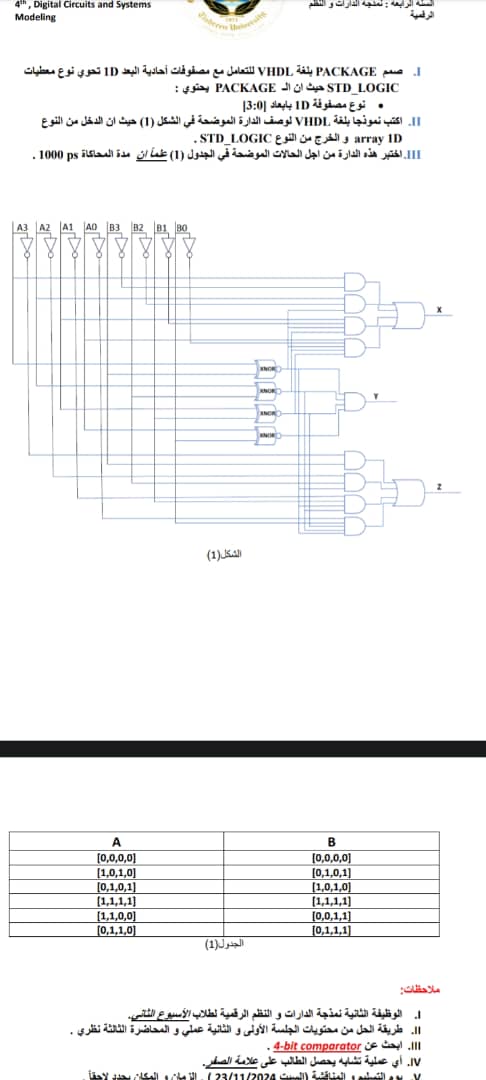 4th, Digital Circuits and Systems Modeling
السنة الرابعة : نمذجة الدارات و النظم الرقمية
I. صمم PACKAGE بلغة VHDL للتعامل مع مصفوفات أحادية البعد 1D تحوي نوع معطيات
STD_LOGIC حيث ان الـ PACKAGE يحتوي :
• نوع مصفوفة 1D بابعاد [3:0]
II. اكتب نموذجا بلغة VHDL لوصف الدارة الموضحة في الشكل (1) حيث ان الدخل من النوع
array 1D و الخرج من النوع STD_LOGIC .
III. اختبر هذه الدارة من اجل الحالات الموضحة في الجدول (1) علما ان مدة المحاكاة 1000 ps .
A3 A2 A1 A0 B3 B2 B1 B0
X
XNOR
XNOR
Y
XNOR
XNOR
Z
الشكل(1)
A B
[0,0,0,0] [0,0,0,0]
[1,0,1,0] [0,1,0,1]
[0,1,0,1] [1,0,1,0]
[1,1,1,1] [1,1,1,1]
[1,1,0,0] [0,0,1,1]
[0,1,1,0] [0,1,1,1]
الجدول(1)
ملاحظات:
I. الوظيفة الثانية نمذجة الدارات و النظم الرقمية لطلاب الأسبوع الثاني.
II. طريقة الحل من محتويات الجلسة الأولى و الثانية عملي و المحاضرة الثالثة نظري .
III. ابحث عن 4-bit comparator .
IV. أي عملية تشابه يحصل الطالب على علامة الصفر.
V. يوم التسليم و المناقشة (السبت 23/11/2024 ) . الزمان و المكان يحدد لاحقاً.